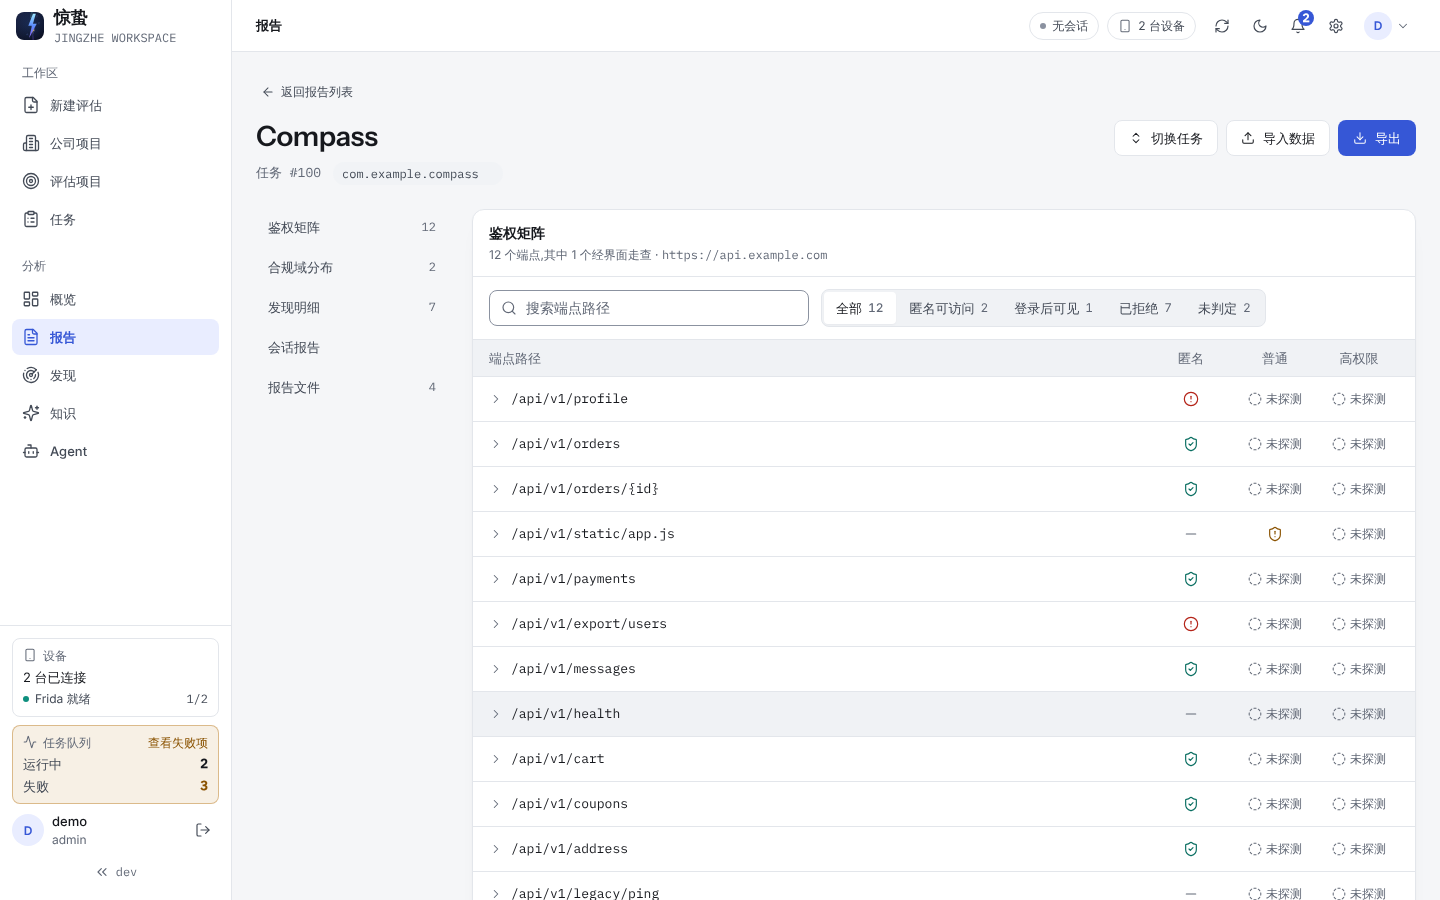 惊蛰
JINGZHE WORKSPACE
工作区
新建评估
公司项目
评估项目
任务
分析
概览
报告
发现
知识
Agent
设备
2 台已连接
Frida 就绪 1/2
任务队列 查看失败项
运行中 2
失败 3
D demo
admin
dev
报告
无会话 2 台设备 2 D
返回报告列表
Compass
切换任务 导入数据 导出
任务 #100 com.example.compass
鉴权矩阵 12
合规域分布 2
发现明细 7
会话报告
报告文件 4
鉴权矩阵
12 个端点,其中 1 个经界面走查 · https://api.example.com
搜索端点路径 全部 12 匿名可访问 2 登录后可见 1 已拒绝 7 未判定 2
端点路径 匿名 普通 高权限
/api/v1/profile 未探测 未探测
/api/v1/orders 未探测 未探测
/api/v1/orders/{id} 未探测 未探测
/api/v1/static/app.js — 未探测
/api/v1/payments 未探测 未探测
/api/v1/export/users 未探测 未探测
/api/v1/messages 未探测 未探测
/api/v1/health — 未探测 未探测
/api/v1/cart 未探测 未探测
/api/v1/coupons 未探测 未探测
/api/v1/address 未探测 未探测
/api/v1/legacy/ping — 未探测 未探测